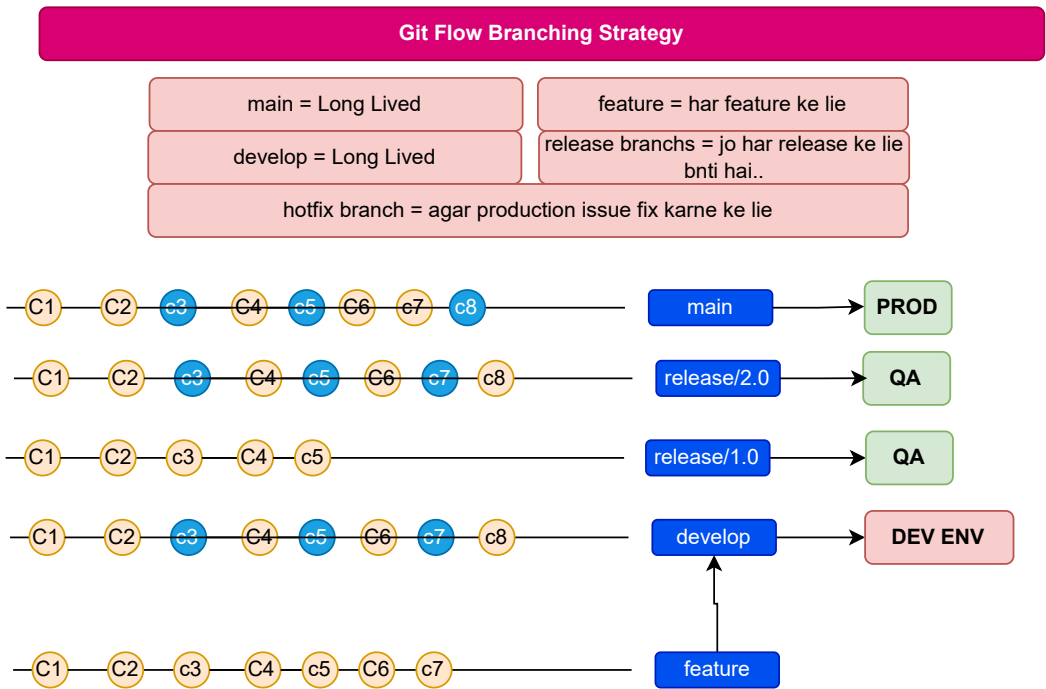 Git Flow Branching Strategy
main = Long Lived
feature = har feature ke lie
develop = Long Lived
release branchs = jo har release ke lie
bnti hai..
hotfix branch = agar production issue fix karne ke lie
C1 C2 c3 C4 c5 C6 c7 c8 main PROD
C1 C2 c3 C4 c5 C6 c7 c8 release/2.0 QA
C1 C2 c3 C4 c5 release/1.0 QA
C1 C2 c3 C4 c5 C6 c7 c8 develop DEV ENV
C1 C2 c3 C4 c5 C6 c7 feature